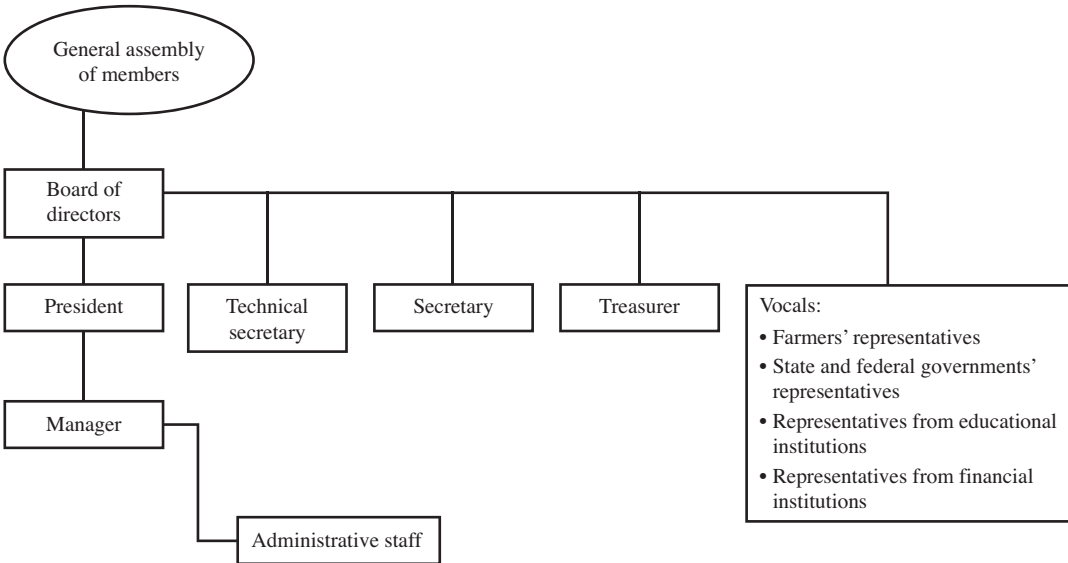 General assembly
of members
Board of
directors
President
Technical
secretary
Secretary
Treasurer
Vocals:
• Farmers’ representatives
• State and federal governments’
representatives
• Representatives from educational
institutions
• Representatives from financial
institutions
Manager
Administrative staff